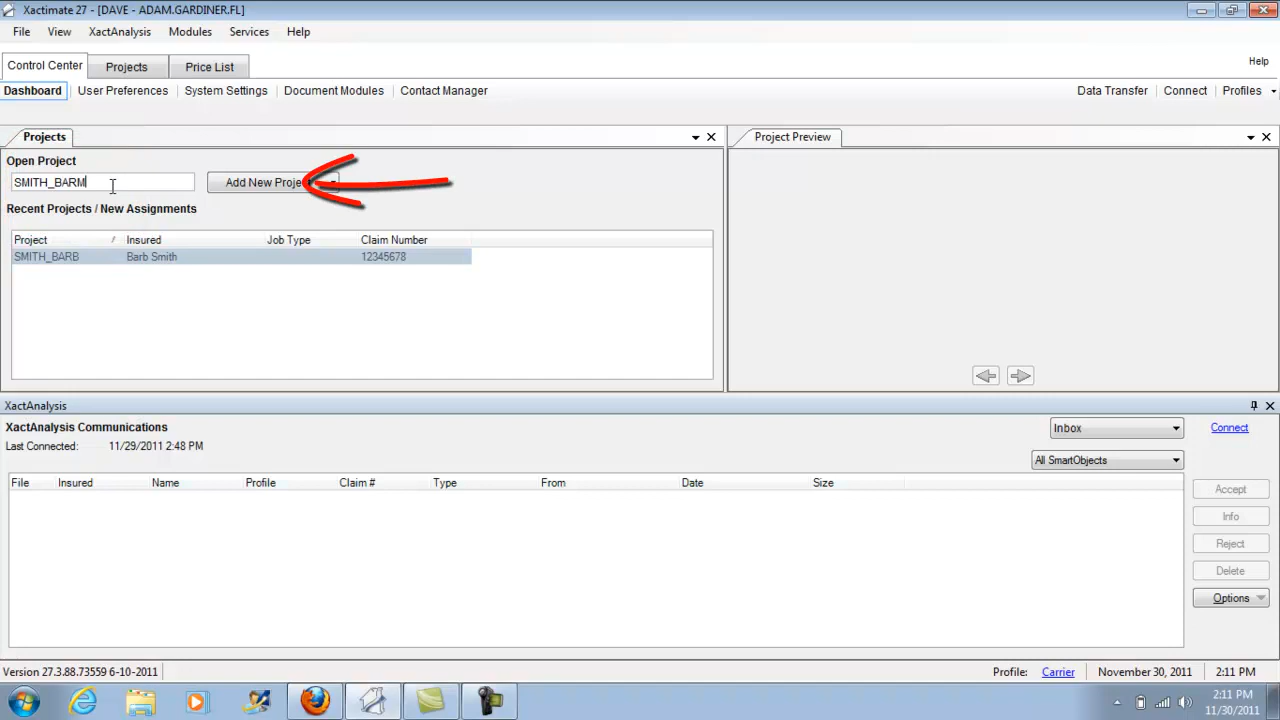 Xactimate 27 - [DAVE - ADAM.GARDINER.FL]
File View XactAnalysis Modules Services Help
Control Center Projects Price List Help
Dashboard User Preferences System Settings Document Modules Contact Manager Data Transfer Connect Profiles
Projects Project Preview
Open Project
SMITH_BARM Add New
Recent Projects / New Assignments
Project Insured Job Type Claim Number
SMITH_BARB Barb Smith 12345678
XactAnalysis
XactAnalysis Communications Inbox Connect
Last Connected: 11/29/2011 2:48 PM
All SmartObjects
File Insured Name Profile Claim # Type From Date Size
Accept
Info
Reject
Delete
Options
Version 27.3.88.73559 6-10-2011 Profile: Carrier November 30, 2011 2:11 PM
2:11 PM
11/30/2011